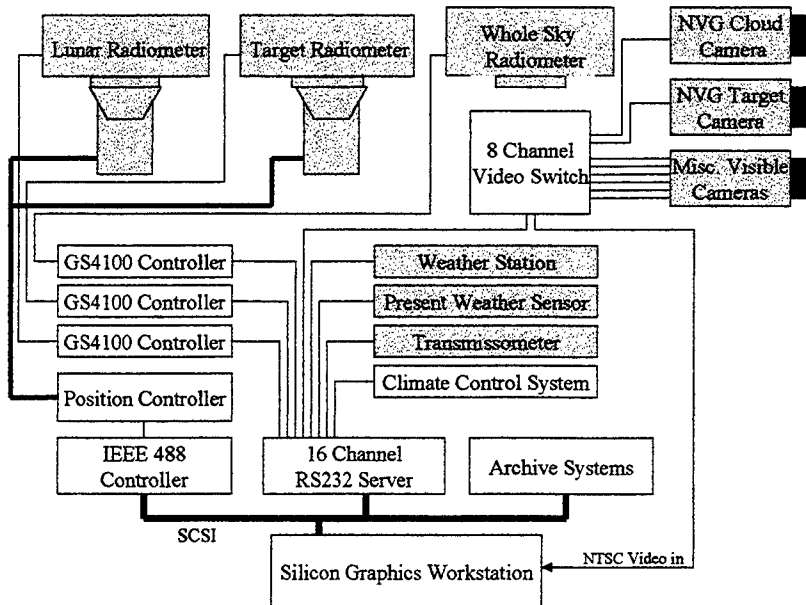 Lunar Radiometer
Target Radiometer
Whole Sky
Radiometer
NVG Cloud
Camera
NVG Target
Camera
8 Channel
Video Switch
Misc. Visible
Cameras
GS4100 Controller
Weather Station
GS4100 Controller
Present Weather Sensor
GS4100 Controller
Transmissometer
Climate Control System
Position Controller
IEEE 488
Controller
16 Channel
RS232 Server
Archive Systems
SCSI
Silicon Graphics Workstation
NTSC Video in